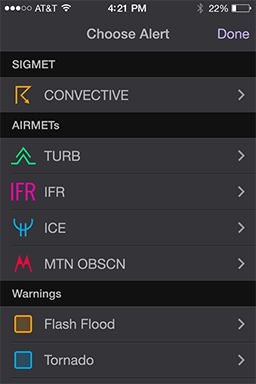 AT&T 4:21 PM 22%
Choose Alert Done
SIGMET
CONVECTIVE
AIRMETs
TURB
IFR IFR
ICE
MTN OBSCN
Warnings
Flash Flood
Tornado